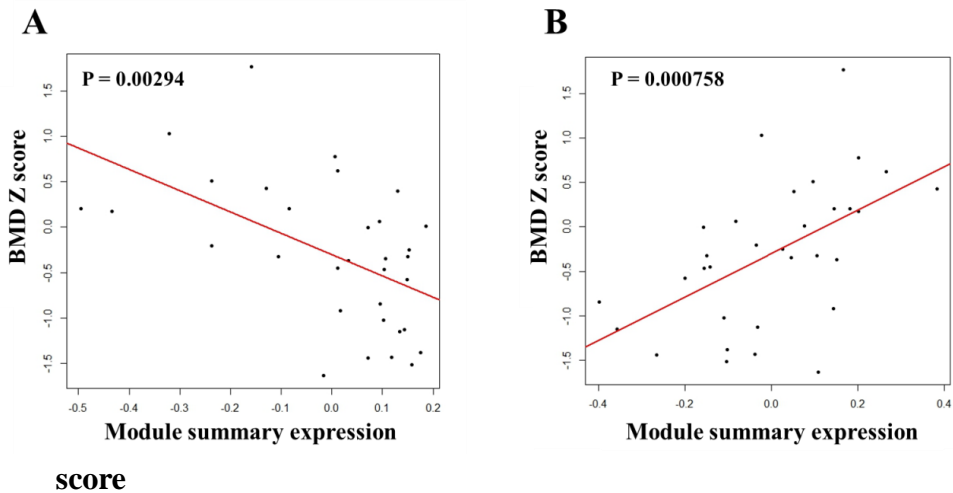 A
P = 0.00294
BMD Z score
1.5
1.0
0.5
0.0
-0.5
-1.0
-1.5
-0.5 -0.4 -0.3 -0.2 -0.1 0.0 0.1 0.2
Module summary expression
B
P = 0.000758
BMD Z score
1.5
1.0
0.5
0.0
-0.5
-1.0
-1.5
-0.4 -0.2 0.0 0.2 0.4
Module summary expression
score